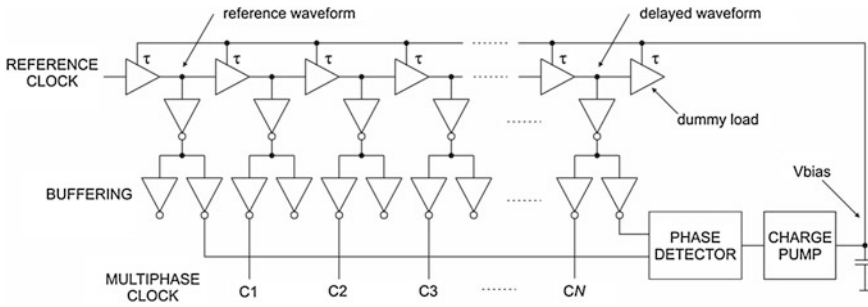 reference waveform
delayed waveform
τ τ τ τ τ τ
REFERENCE
CLOCK
dummy load
Vbias
BUFFERING
PHASE
DETECTOR
CHARGE
PUMP
MULTIPHASE
CLOCK
C1 C2 C3 CN